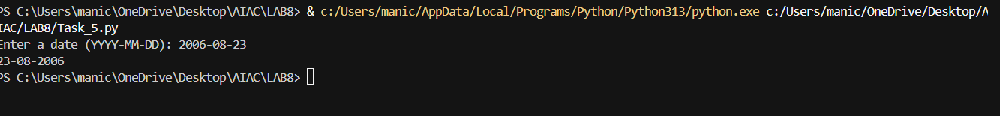 PS C:\Users\manic\OneDrive\Desktop\AIAC\LAB8> & c:/Users/manic/AppData/Local/Programs/Python/Python313/python.exe c:/Users/manic/OneDrive/Desktop/A
IAC/LAB8/Task_5.py
Enter a date (YYYY-MM-DD): 2006-08-23
23-08-2006
PS C:\Users\manic\OneDrive\Desktop\AIAC\LAB8>